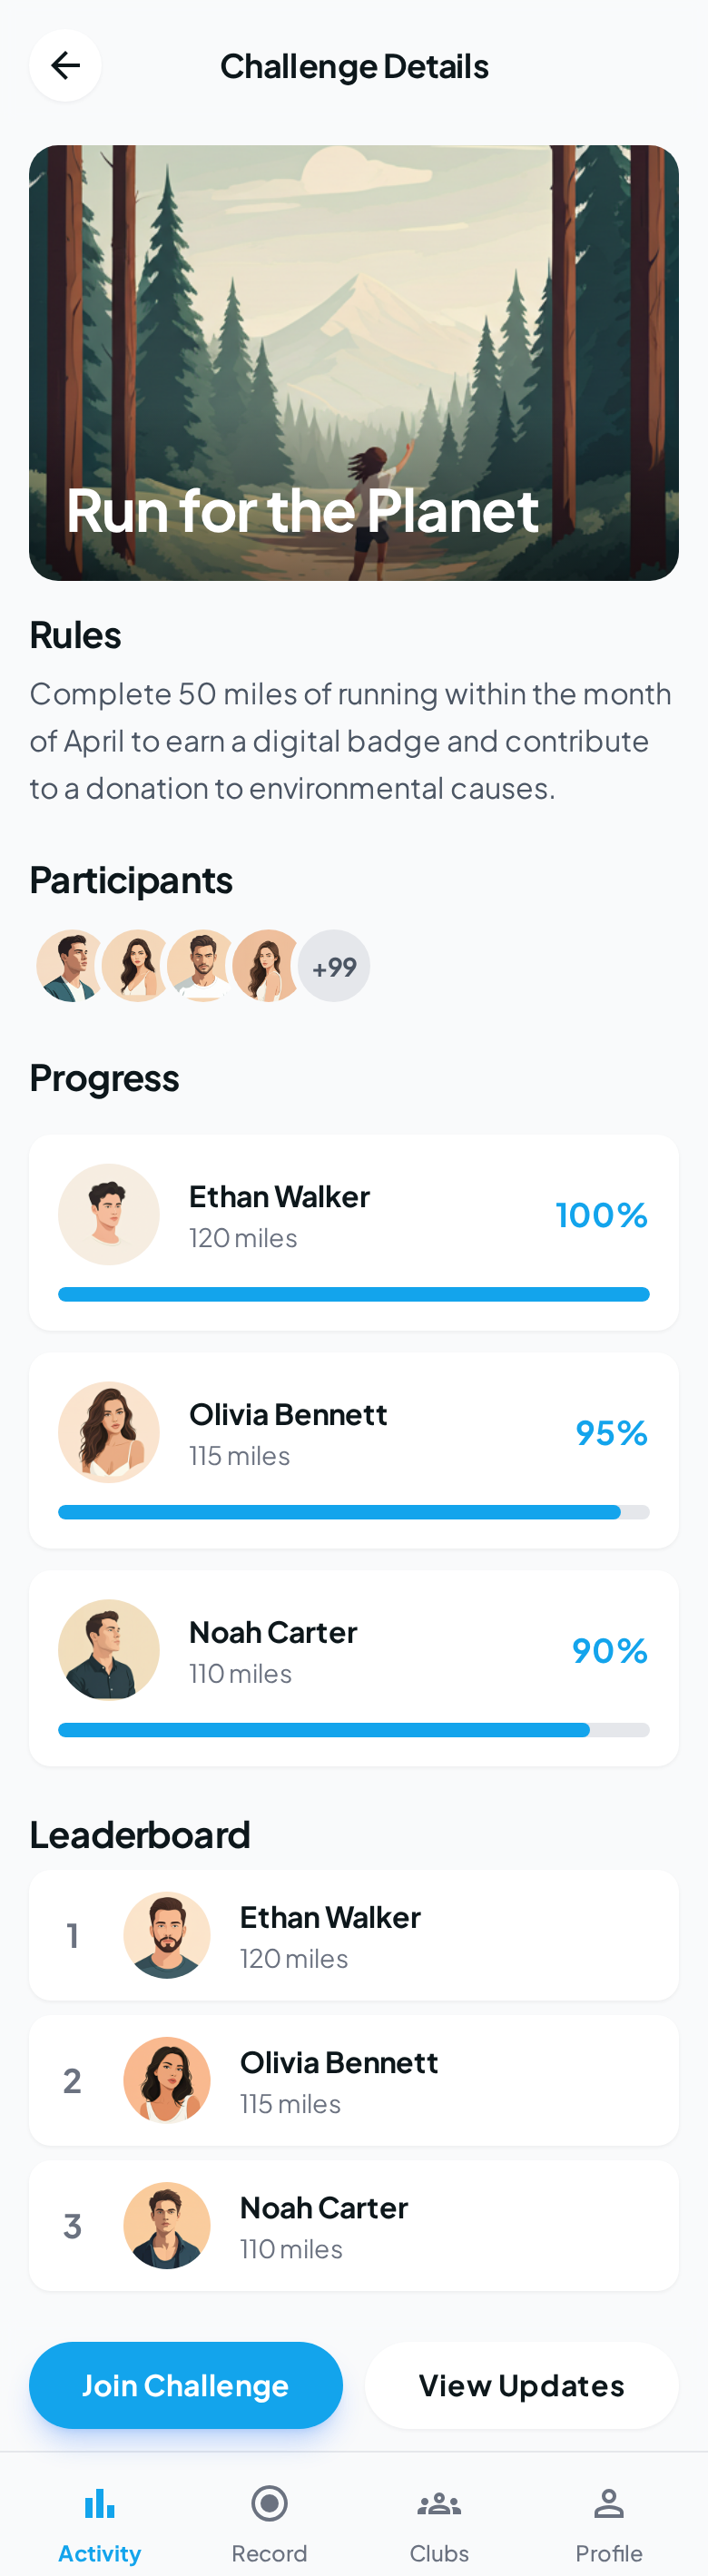 Challenge Details
Run for the Planet
Rules
Complete 50 miles of running within the month
of April to earn a digital badge and contribute
to a donation to environmental causes.
Participants
+99
Progress
Ethan Walker
120 miles
100%
Olivia Bennett
115 miles
95%
Noah Carter
110 miles
90%
Leaderboard
1
Ethan Walker
120 miles
2
Olivia Bennett
115 miles
3
Noah Carter
110 miles
Join Challenge
View Updates
Activity
Record
Clubs
Profile